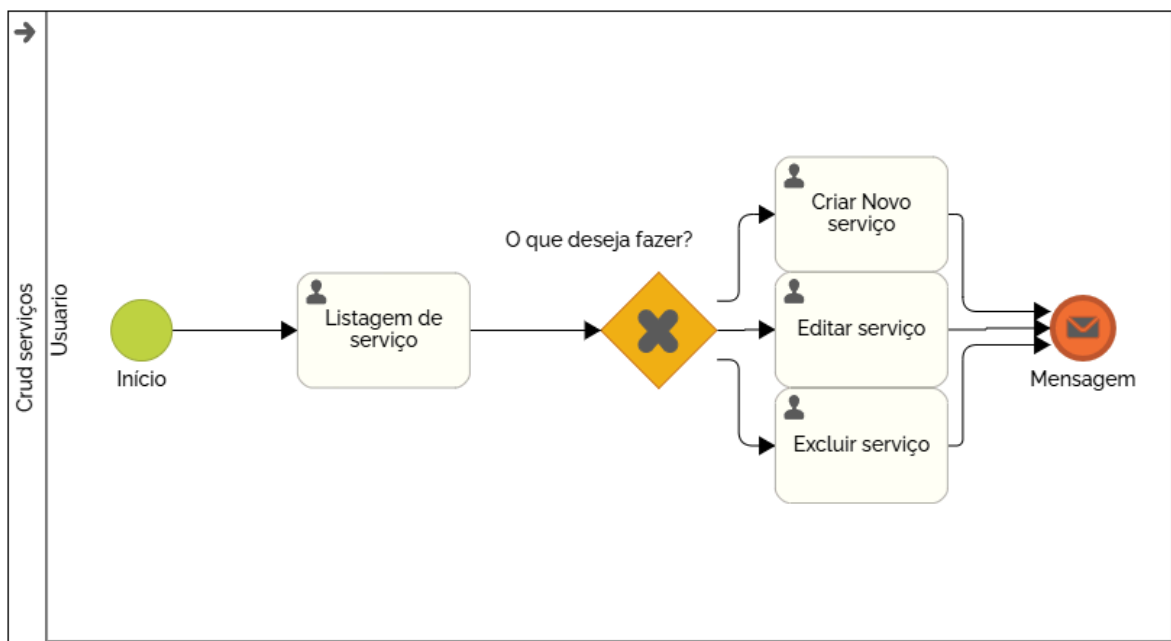 Crud serviços
Usuario
Início
Listagem de
serviço
O que deseja fazer?
Criar Novo
serviço
Editar serviço
Excluir serviço
Mensagem